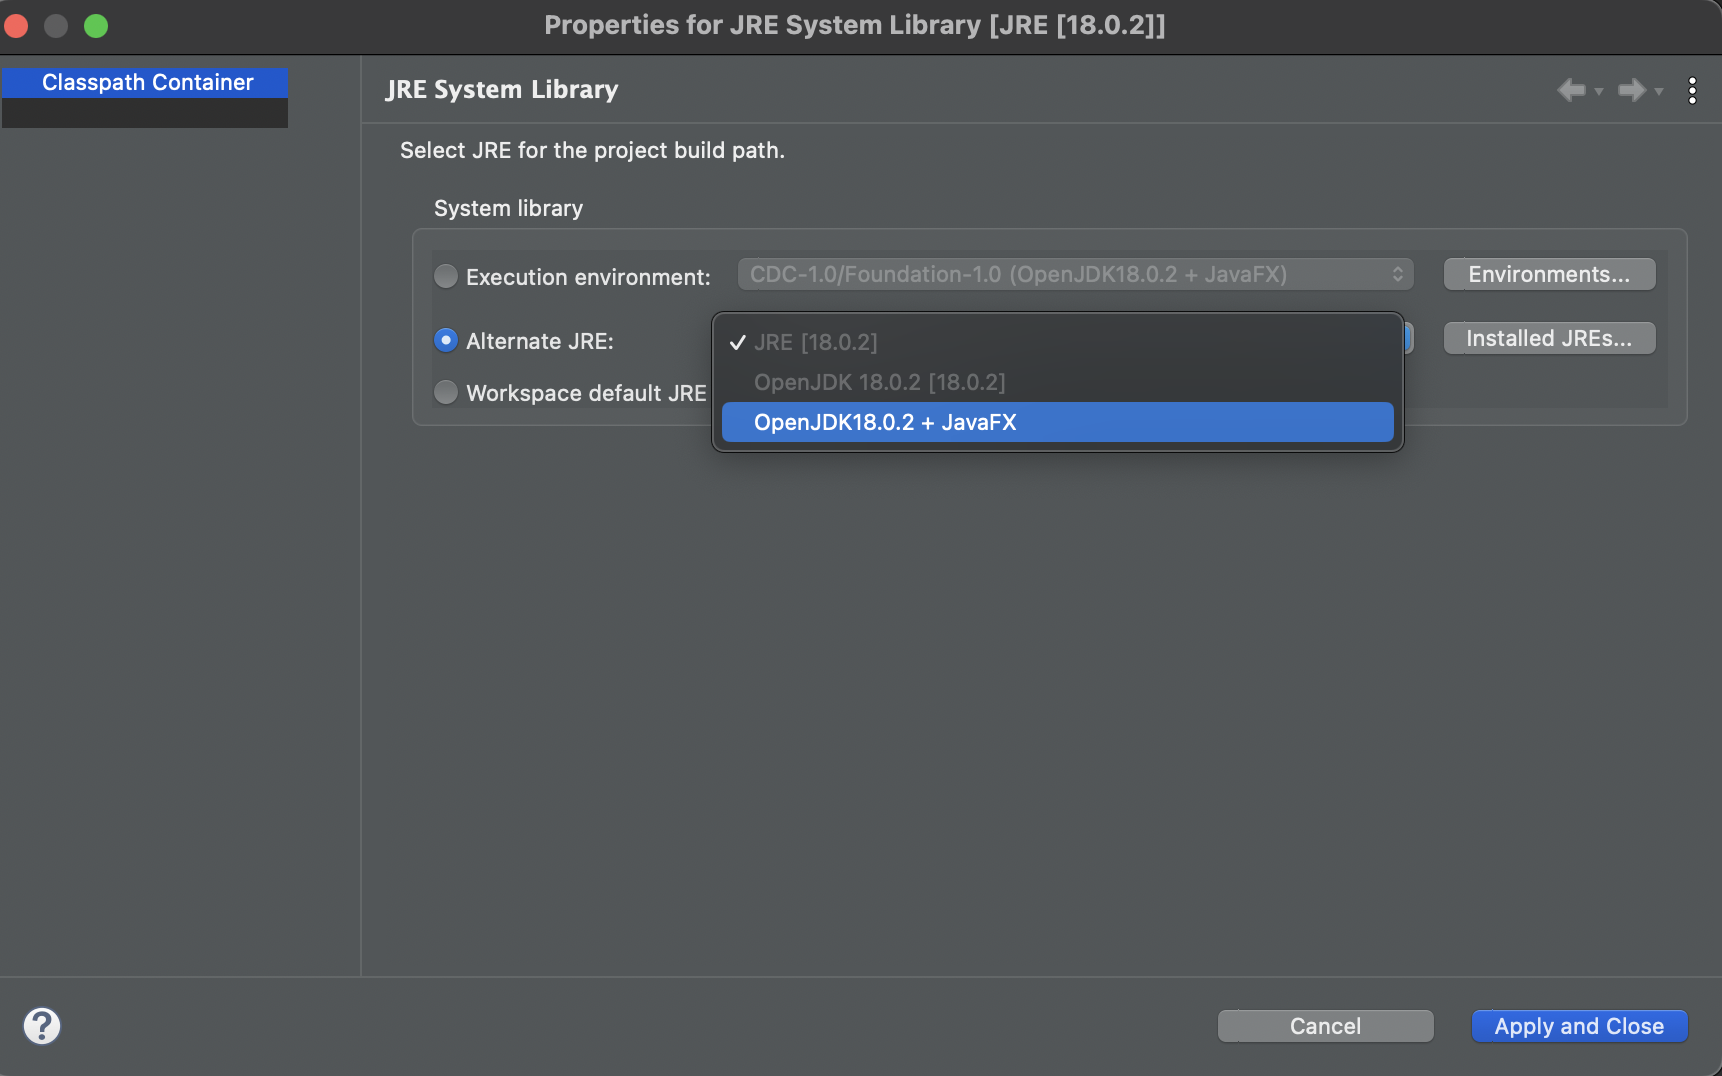 Properties for JRE System Library [JRE [18.0.2]]
Classpath Container
JRE System Library
Select JRE for the project build path.
System library
Execution environment: CDC-1.0/Foundation-1.0 (OpenJDK18.0.2 + JavaFX) Environments...
Alternate JRE: JRE [18.0.2] Installed JREs...
OpenJDK 18.0.2 [18.0.2]
Workspace default JRE
OpenJDK18.0.2 + JavaFX
? Cancel Apply and Close